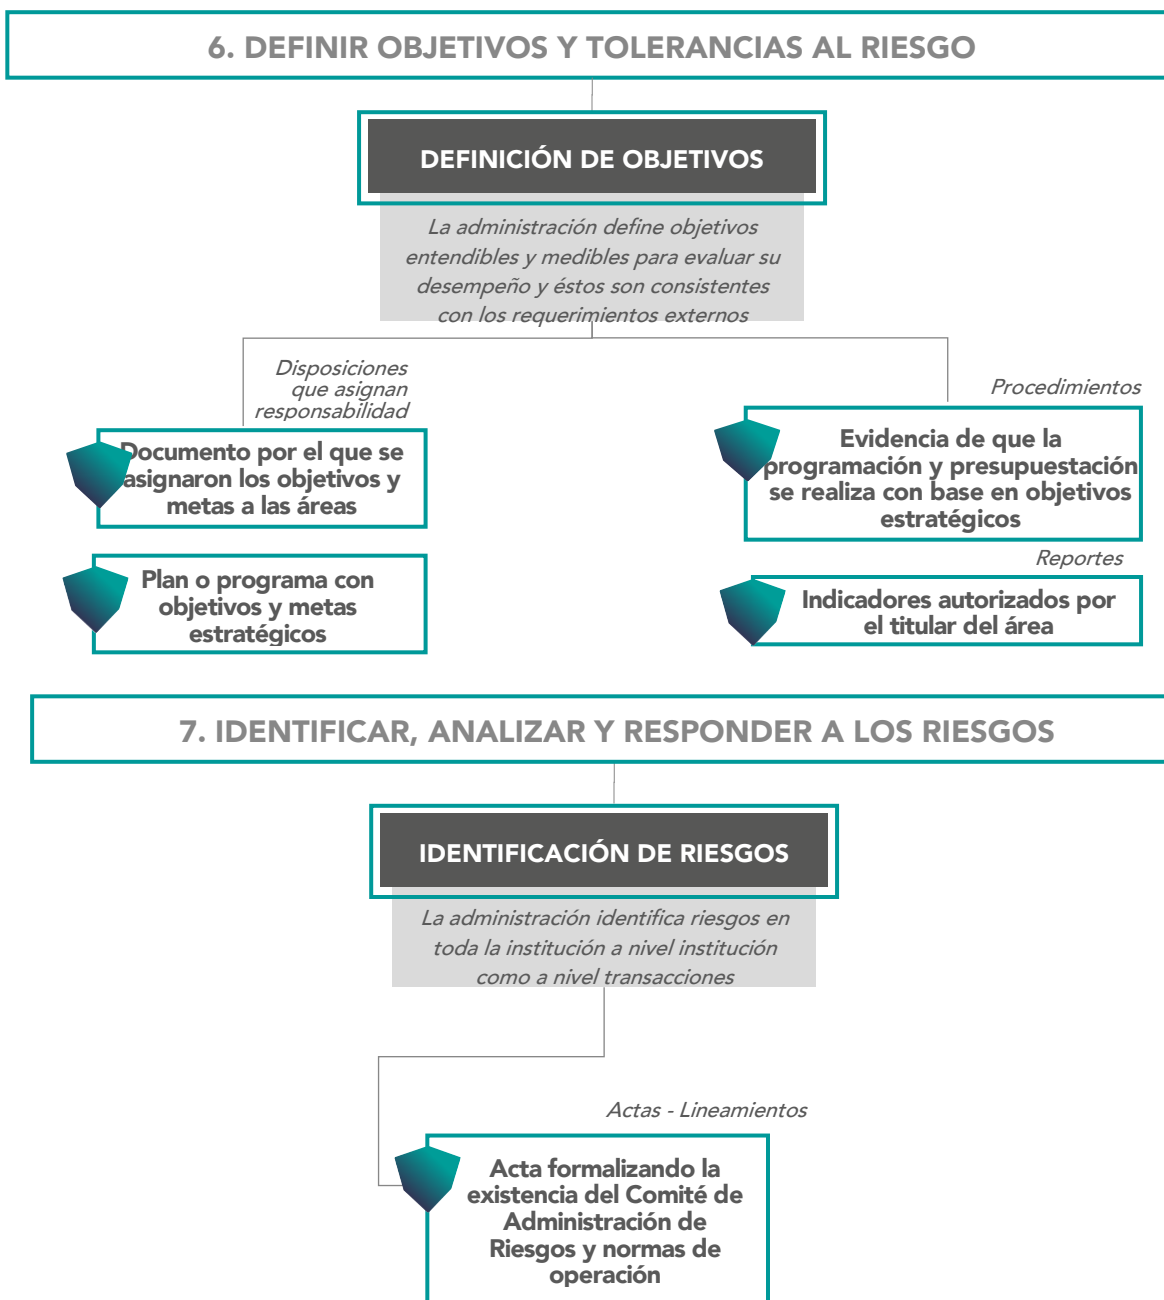 6. DEFINIR OBJETIVOS Y TOLERANCIAS AL RIESGO
DEFINICIÓN DE OBJETIVOS
La administración define objetivos
entendibles y medibles para evaluar su
desempeño y éstos son consistentes
con los requerimientos externos
Disposiciones
que asignan
responsabilidad
Documento por el que se
asignaron los objetivos y
metas a las áreas
Plan o programa con
objetivos y metas
estratégicos
Procedimientos
Evidencia de que la
programación y presupuestación
se realiza con base en objetivos
estratégicos
Reportes
Indicadores autorizados por
el titular del área
7. IDENTIFICAR, ANALIZAR Y RESPONDER A LOS RIESGOS
IDENTIFICACIÓN DE RIESGOS
La administración identifica riesgos en
toda la institución a nivel institución
como a nivel transacciones
Actas - Lineamientos
Acta formalizando la
existencia del Comité de
Administración de
Riesgos y normas de
operación